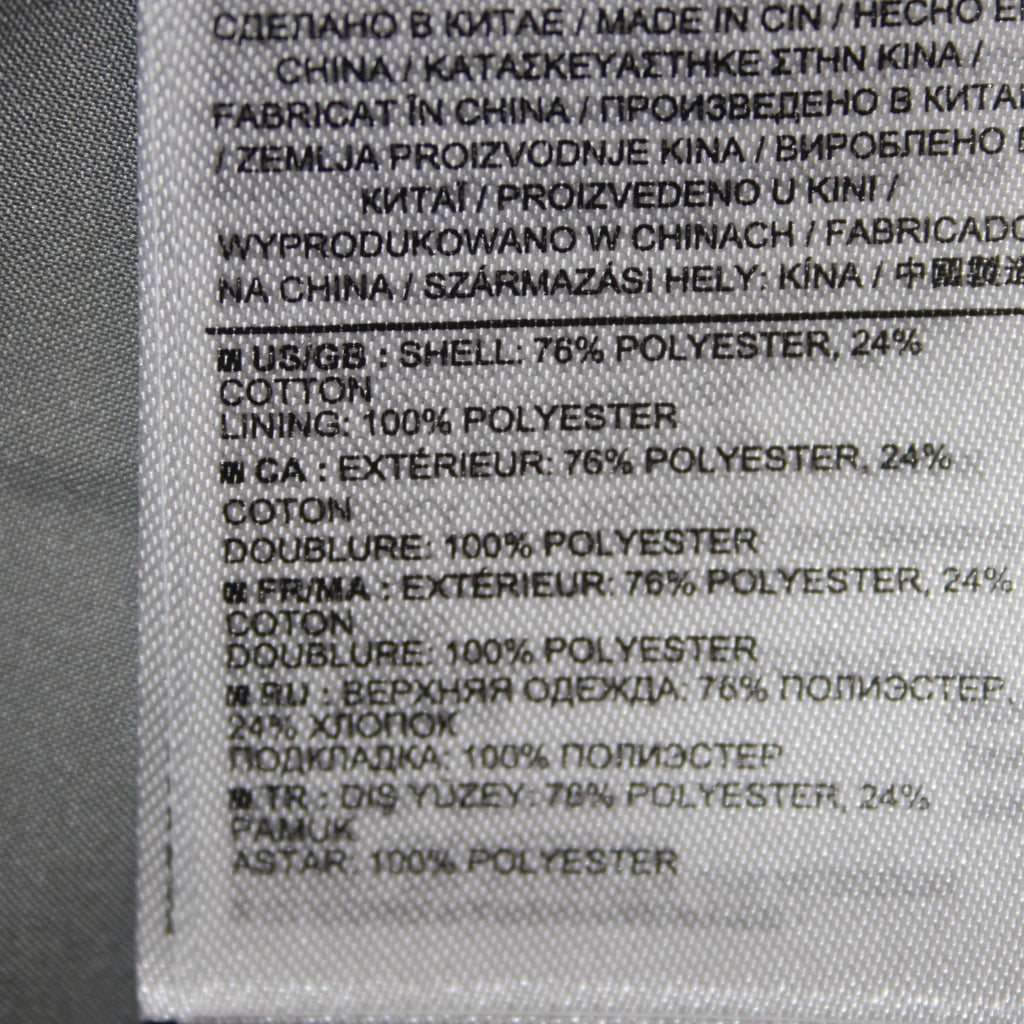 СДЕЛАНО В КИТАЕ / MADE IN CIN / HECHO EN
CHINA / ΚΑΤΑΣΚΕΥΑΣΤΗΚΕ ΣΤΗΝ ΚΙΝΑ /
FABRICAT ÎN CHINA / ПРОИЗВЕДЕНО В КИТАЙ
/ ZEMLJA PROIZVODNJE KINA / ВИРОБЛЕНО В
КИТАЇ / PROIZVEDENO U KINI /
WYPRODUKOWANO W CHINACH / FABRICADO
NA CHINA / SZÁRMAZÁSI HELY: KÍNA / 中國製造
US/GB : SHELL: 76% POLYESTER, 24%
COTTON
LINING: 100% POLYESTER
CA : EXTÉRIEUR: 76% POLYESTER, 24%
COTON
DOUBLURE: 100% POLYESTER
FR/MA : EXTÉRIEUR: 76% POLYESTER, 24%
COTON
DOUBLURE: 100% POLYESTER
RU : ВЕРХНЯЯ ОДЕЖДА: 76% ПОЛИЭСТЕР,
24% ХЛОПОК
ПОДКЛАДКА: 100% ПОЛИЭСТЕР
TR : DIŞ YÜZEY: 76% POLYESTER, 24%
PAMUK
ASTAR: 100% POLYESTER